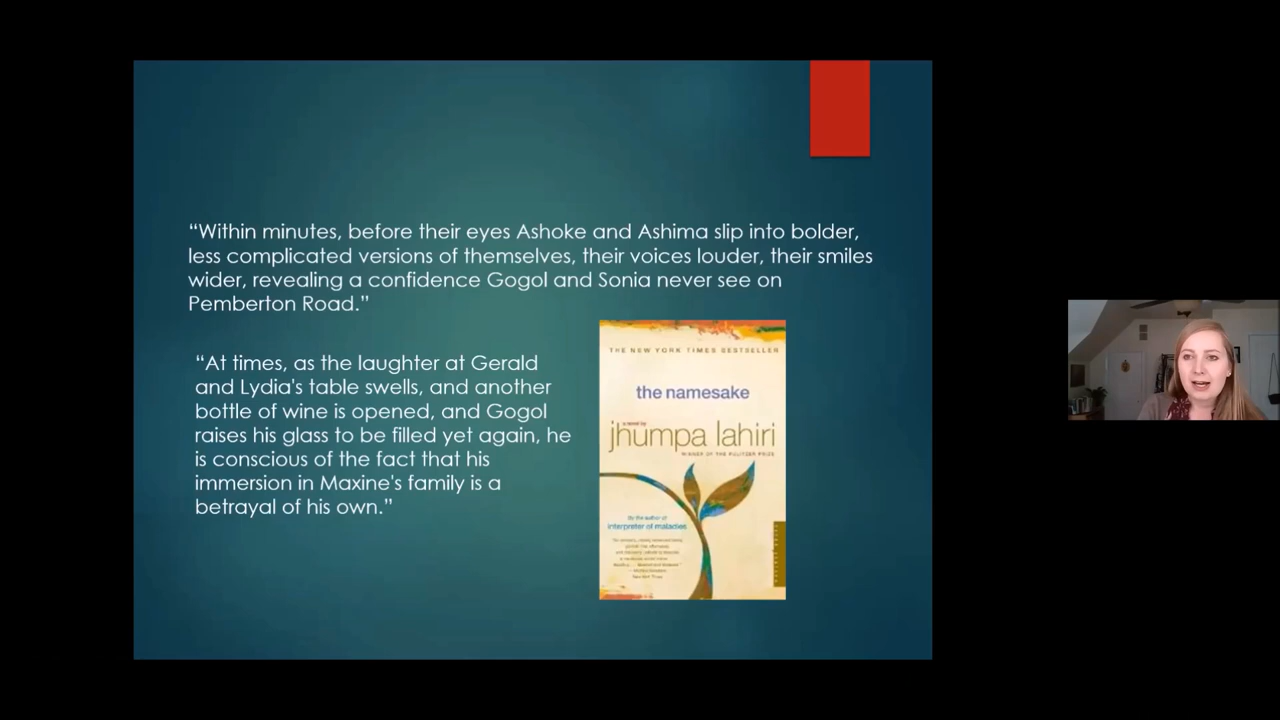 “Within minutes, before their eyes Ashoke and Ashima slip into bolder,
less complicated versions of themselves, their voices louder, their smiles
wider, revealing a confidence Gogol and Sonia never see on
Pemberton Road.”
“At times, as the laughter at Gerald
and Lydia's table swells, and another
bottle of wine is opened, and Gogol
raises his glass to be filled yet again, he
is conscious of the fact that his
immersion in Maxine's family is a
betrayal of his own.”
THE NEW YORK TIMES BESTSELLER
the namesake
a novel by
jhumpa lahiri
WINNER OF THE PULITZER PRIZE
By the author of
interpreter of maladies
New York Times